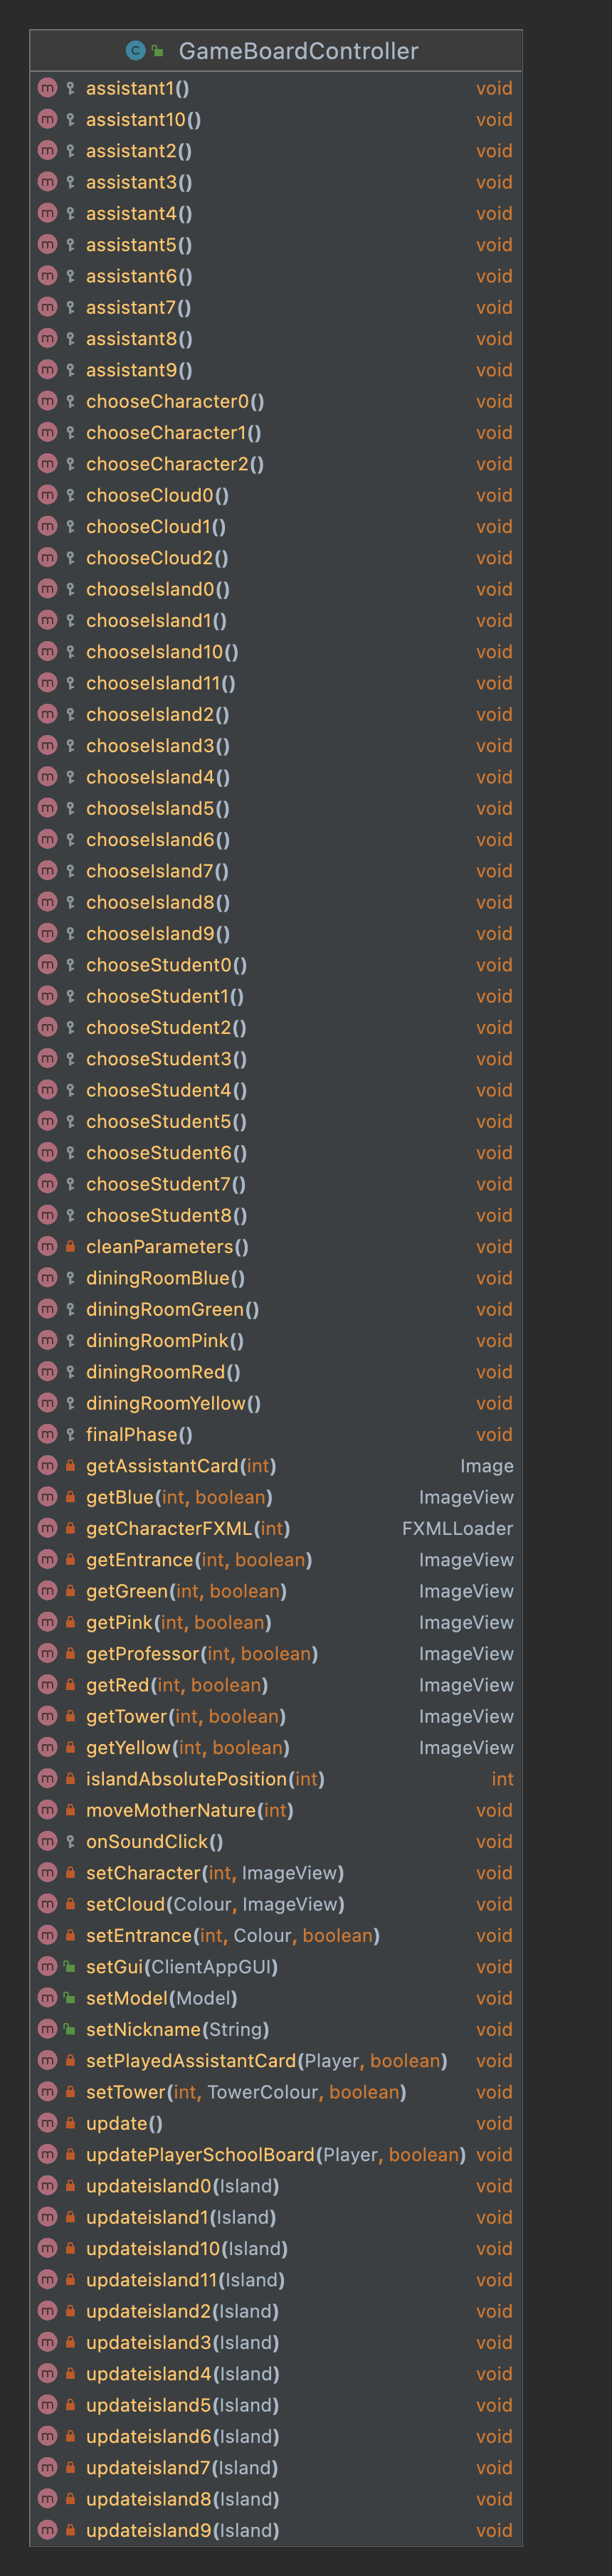 GameBoardController
assistant1() void
assistant10() void
assistant2() void
assistant3() void
assistant4() void
assistant5() void
assistant6() void
assistant7() void
assistant8() void
assistant9() void
chooseCharacter0() void
chooseCharacter1() void
chooseCharacter2() void
chooseCloud0() void
chooseCloud1() void
chooseCloud2() void
chooseIsland0() void
chooseIsland1() void
chooseIsland10() void
chooseIsland11() void
chooseIsland2() void
chooseIsland3() void
chooseIsland4() void
chooseIsland5() void
chooseIsland6() void
chooseIsland7() void
chooseIsland8() void
chooseIsland9() void
chooseStudent0() void
chooseStudent1() void
chooseStudent2() void
chooseStudent3() void
chooseStudent4() void
chooseStudent5() void
chooseStudent6() void
chooseStudent7() void
chooseStudent8() void
cleanParameters() void
diningRoomBlue() void
diningRoomGreen() void
diningRoomPink() void
diningRoomRed() void
diningRoomYellow() void
finalPhase() void
getAssistantCard(int) Image
getBlue(int, boolean) ImageView
getCharacterFXML(int) FXMLLoader
getEntrance(int, boolean) ImageView
getGreen(int, boolean) ImageView
getPink(int, boolean) ImageView
getProfessor(int, boolean) ImageView
getRed(int, boolean) ImageView
getTower(int, boolean) ImageView
getYellow(int, boolean) ImageView
islandAbsolutePosition(int) int
moveMotherNature(int) void
onSoundClick() void
setCharacter(int, ImageView) void
setCloud(Colour, ImageView) void
setEntrance(int, Colour, boolean) void
setGui(ClientAppGUI) void
setModel(Model) void
setNickname(String) void
setPlayedAssistantCard(Player, boolean) void
setTower(int, TowerColour, boolean) void
update() void
updatePlayerSchoolBoard(Player, boolean) void
updateisland0(Island) void
updateisland1(Island) void
updateisland10(Island) void
updateisland11(Island) void
updateisland2(Island) void
updateisland3(Island) void
updateisland4(Island) void
updateisland5(Island) void
updateisland6(Island) void
updateisland7(Island) void
updateisland8(Island) void
updateisland9(Island) void